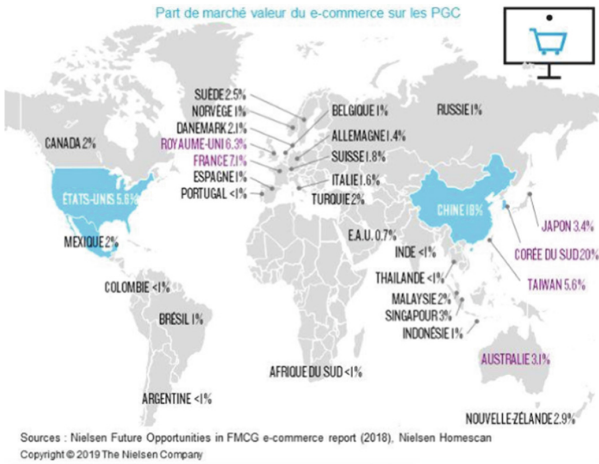 Part de marché valeur du e-commerce sur les PGC
SUÈDE 2.5%
NORVÈGE 1%
DANEMARK 2.1%
ROYAUME-UNI 6.3%
FRANCE 7.1%
ESPAGNE 1%
PORTUGAL <1%
BELGIQUE 1%
ALLEMAGNE 1.4%
SUISSE 1.8%
ITALIE 1.6%
TURQUIE 2%
RUSSIE 1%
CANADA 2%
ÉTATS-UNIS 5.6%
MEXIQUE 2%
CHINE 18%
JAPON 3.4%
CORÉE DU SUD 20%
TAIWAN 5.6%
E.A.U. 0.7%
INDE <1%
THAILANDE <1%
MALAYSIE 2%
SINGAPOUR 3%
INDONÉSIE 1%
COLOMBIE <1%
BRÉSIL 1%
ARGENTINE <1%
AFRIQUE DU SUD <1%
AUSTRALIE 3.1%
NOUVELLE-ZÉLANDE 2.9%
Sources : Nielsen Future Opportunities in FMCG e-commerce report (2018), Nielsen Homescan
Copyright © 2019 The Nielsen Company